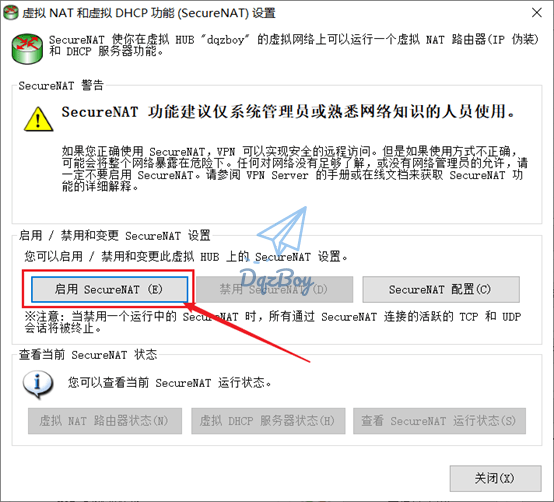 虚拟 NAT 和虚拟 DHCP 功能 (SecureNAT) 设置
SecureNAT 使你在虚拟 HUB "dqzboy" 的虚拟网络上可以运行一个虚拟 NAT 路由器(IP 伪装)
和 DHCP 服务器功能。
SecureNAT 警告
SecureNAT 功能建议仅系统管理员或熟悉网络知识的人员使用。
如果您正确使用 SecureNAT，VPN 可以实现安全的远程访问。但是如果使用方式不正确，
可能会将整个网络暴露在危险下。任何对网络没有足够了解，或没有网络管理员的允许，请
一定不要启用 SecureNAT。请参阅 VPN Server 的手册或在线文档来获取 SecureNAT 功
能的详细解释。
启用 / 禁用和变更 SecureNAT 设置
您可以启用 / 禁用和变更此虚拟 HUB 上的 SecureNAT 设置。
启用 SecureNAT (E)
禁用 SecureNAT (D)
SecureNAT 配置(C)
DqzBoy
※注意: 当禁用一个运行中的 SecureNAT 时，所有通过 SecureNAT 连接的活跃的 TCP 和 UDP
会话将被终止。
查看当前 SecureNAT 状态
您可以查看当前 SecureNAT 运行状态。
虚拟 NAT 路由器状态(N)
虚拟 DHCP 服务器状态(H)
查看 SecureNAT 运行状态(S)
关闭(X)